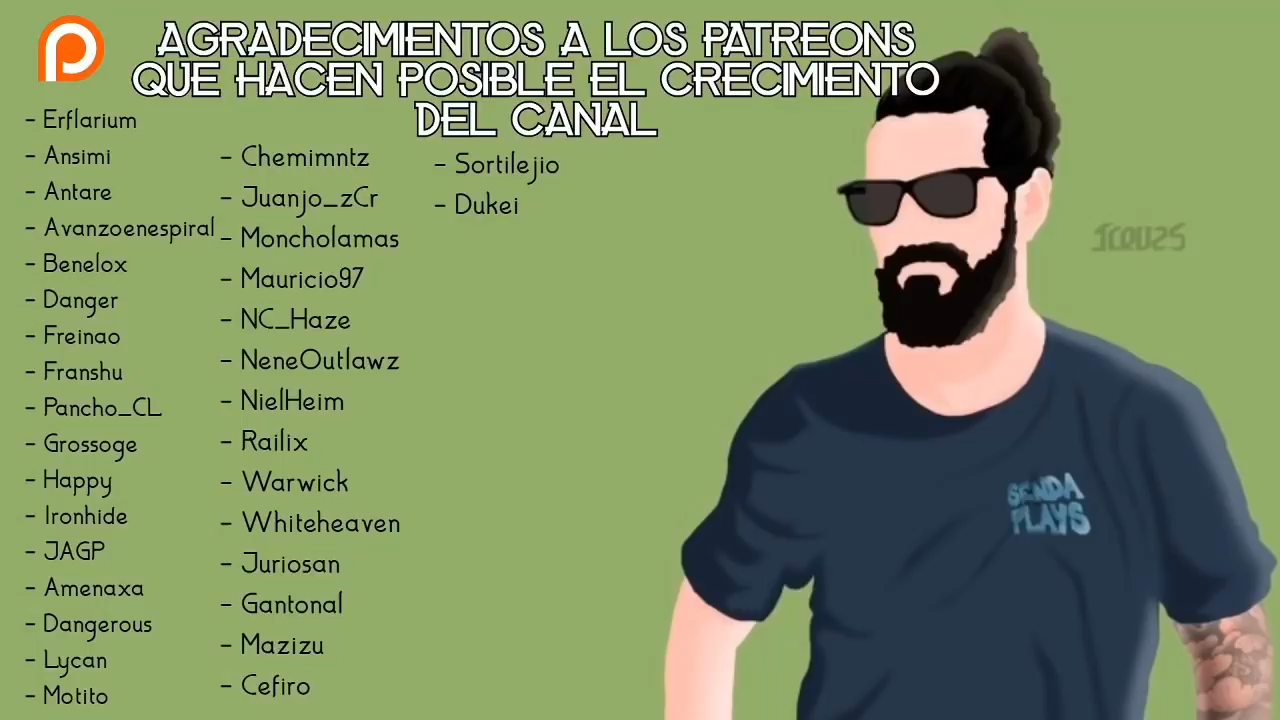 AGRADECIMIENTOS A LOS PATREONS
QUE HACEN POSIBLE EL CRECIMIENTO
DEL CANAL
- Erflarium
- Ansimi
- Antare
- Avanzoenespiral
- Benelox
- Danger
- Freinao
- Franshu
- Pancho_CL
- Grossoge
- Happy
- Ironhide
- JAGP
- Amenaxa
- Dangerous
- Lycan
- Motito
- Chemimntz
- Juanjo_zCr
- Moncholamas
- Mauricio97
- NC_Haze
- NeneOutlawz
- NielHeim
- Railix
- Warwick
- Whiteheaven
- Juriosan
- Gantonal
- Mazizu
- Cefiro
- Sortilejio
- Dukei
SENDA
PLAYS